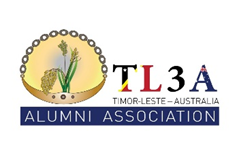 TL3A
TIMOR-LESTE – AUSTRALIA
ALUMNI ASSOCIATION